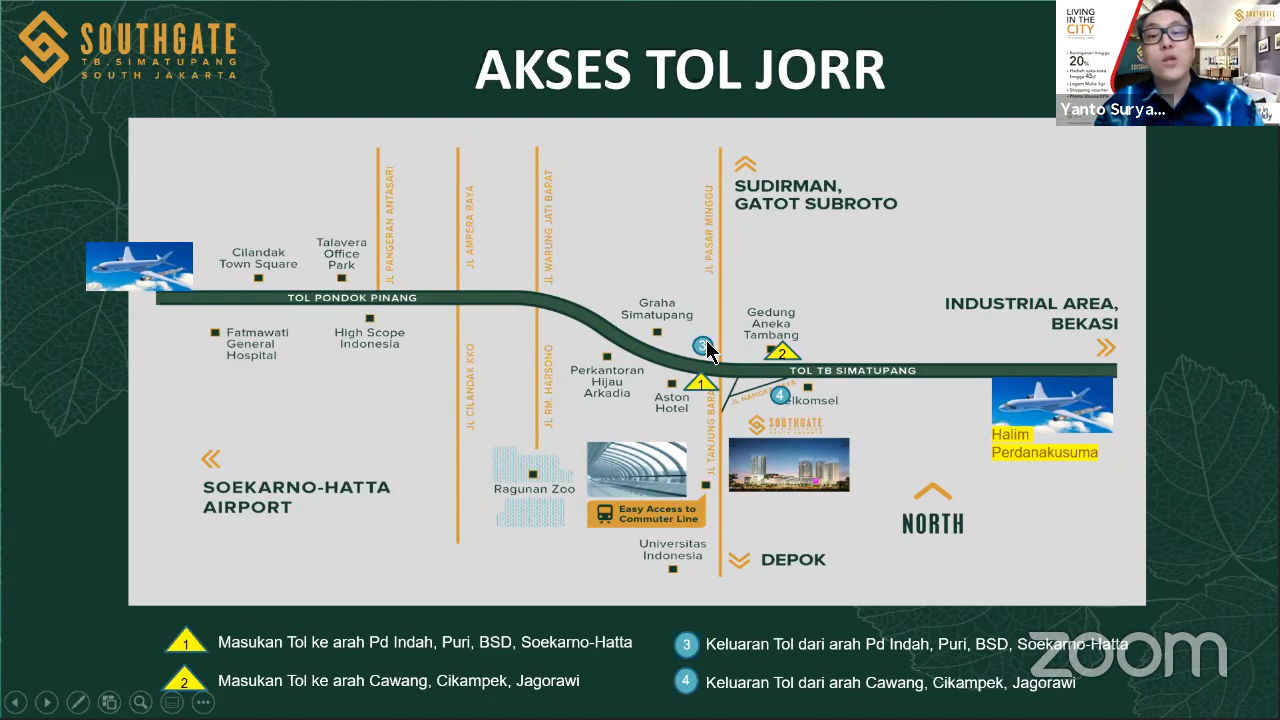 SOUTHGATE
TB.SIMATUPANG
SOUTH JAKARTA
AKSES TOL JORR
LIVING
IN THE
CITY
20%
Yanto Surya...
JL PANGERAN ANTASARI
JL AMPERA RAYA
JL WARUNG JATI BARAT
JL PASAR MINGGU
SUDIRMAN,
GATOT SUBROTO
Cilandak
Town Square
Talavera
Office
Park
TOL PONDOK PINANG
Fatmawati
General
Hospital
High Scope
Indonesia
Graha
Simatupang
3
Gedung
Aneka
Tambang
2
INDUSTRIAL AREA,
BEKASI
TOL TB SIMATUPANG
Perkantoran
Hijau
Arkadia
Aston
Hotel
1
4
elkomsel
JL CILANDAK KKO
JL RM. HARSONO
SOUTHGATE
Halim
Perdanakusuma
SOEKARNO-HATTA
AIRPORT
Ragunan Zoo
Easy Access to
Commuter Line
Universitas
Indonesia
DEPOK
NORTH
1 Masukan Tol ke arah Pd Indah, Puri, BSD, Soekarno-Hatta
2 Masukan Tol ke arah Cawang, Cikampek, Jagorawi
3 Keluaran Tol dari arah Pd Indah, Puri, BSD, Soekarno-Hatta
4 Keluaran Tol dari arah Cawang, Cikampek, Jagorawi
zoom